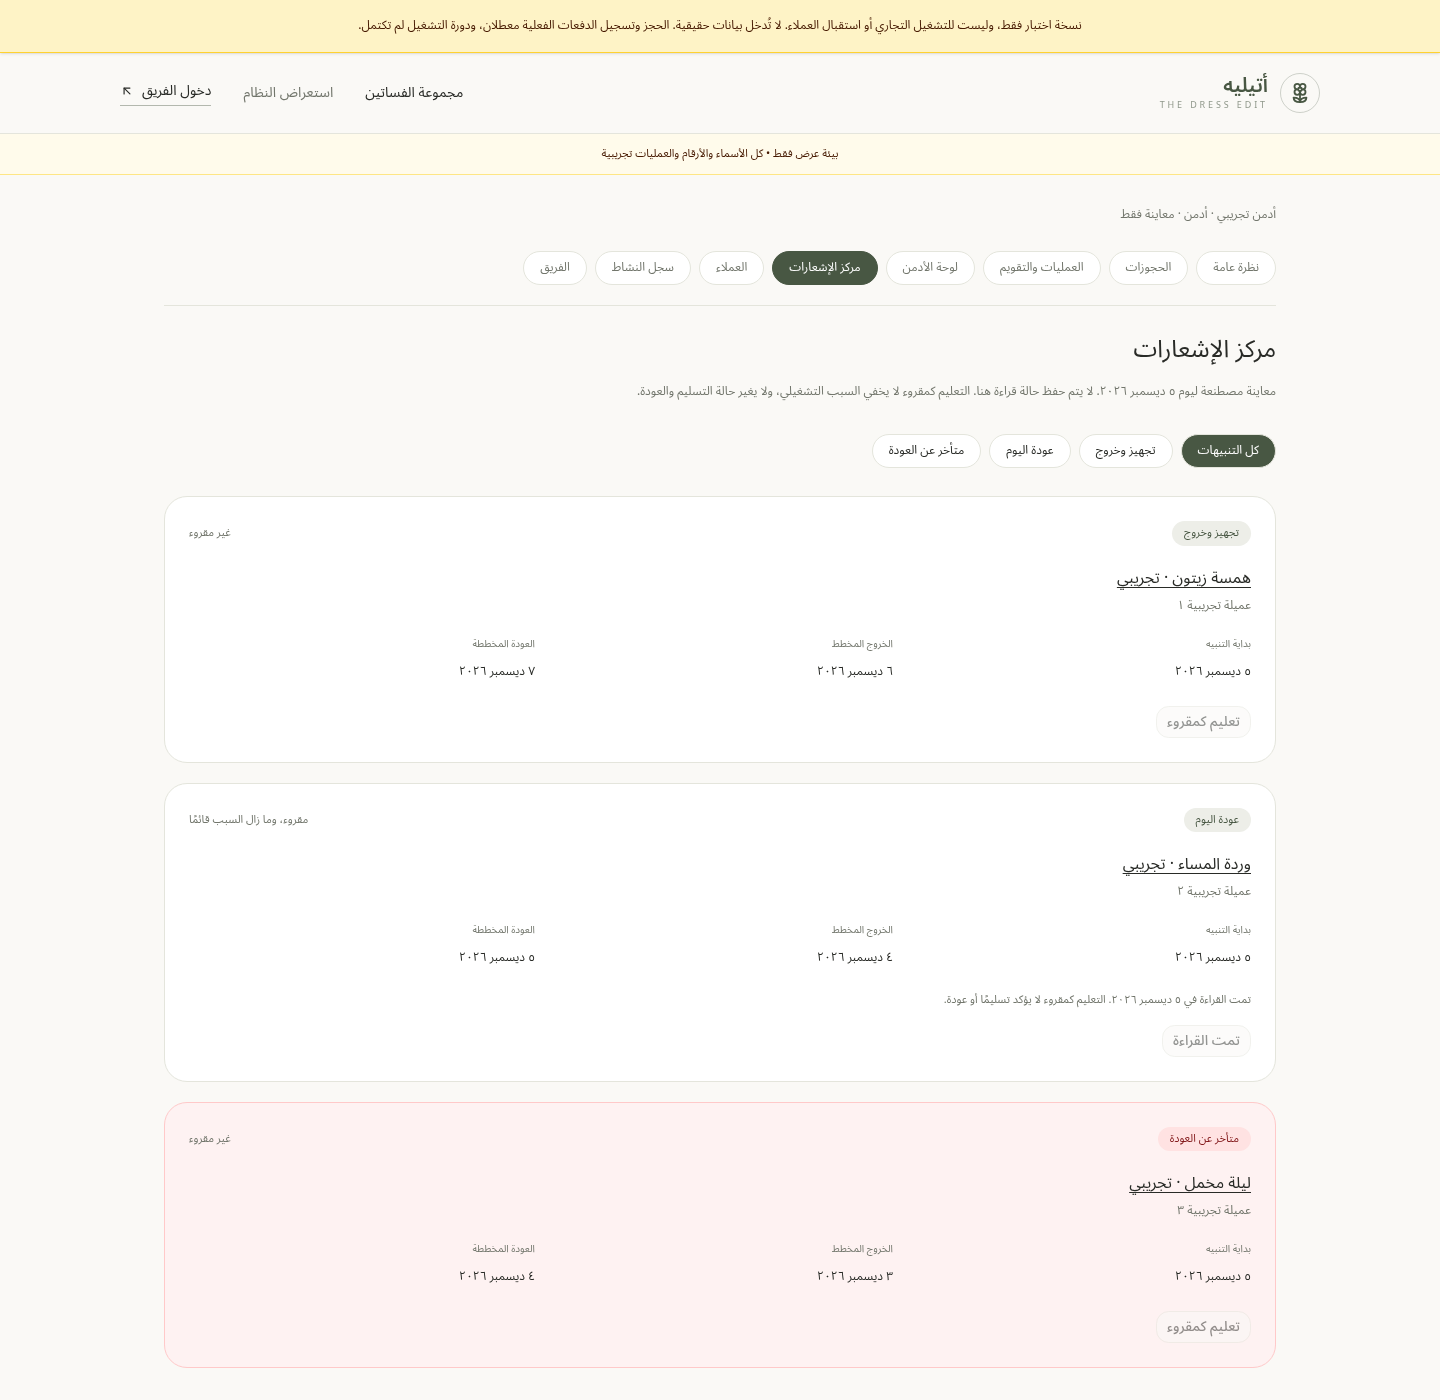 نسخة اختبار فقط، وليست للتشغيل التجاري أو استقبال العملاء. لا تُدخل بيانات حقيقية. الحجز وتسجيل الدفعات الفعلية معطلان، ودورة التشغيل لم تكتمل.
أتيليه
THE DRESS EDIT
مجموعة الفساتين
استعراض النظام
دخول الفريق
بيئة عرض فقط • كل الأسماء والأرقام والعمليات تجريبية
أدمن تجريبي · أدمن · معاينة فقط
نظرة عامة
الحجوزات
العمليات والتقويم
لوحة الأدمن
مركز الإشعارات
العملاء
سجل النشاط
الفريق
مركز الإشعارات
معاينة مصطنعة ليوم ٥ ديسمبر ٢٠٢٦. لا يتم حفظ حالة قراءة هنا. التعليم كمقروء لا يخفي السبب التشغيلي، ولا يغير حالة التسليم والعودة.
كل التنبيهات
تجهيز وخروج
عودة اليوم
متأخر عن العودة
تجهيز وخروج
غير مقروء
همسة زيتون · تجريبي
عميلة تجريبية ١
بداية التنبيه
الخروج المخطط
العودة المخططة
٥ ديسمبر ٢٠٢٦
٦ ديسمبر ٢٠٢٦
٧ ديسمبر ٢٠٢٦
تعليم كمقروء
عودة اليوم
مقروء، وما زال السبب قائمًا
وردة المساء · تجريبي
عميلة تجريبية ٢
بداية التنبيه
الخروج المخطط
العودة المخططة
٥ ديسمبر ٢٠٢٦
٤ ديسمبر ٢٠٢٦
٥ ديسمبر ٢٠٢٦
تمت القراءة في ٥ ديسمبر ٢٠٢٦. التعليم كمقروء لا يؤكد تسليمًا أو عودة.
تمت القراءة
متأخر عن العودة
غير مقروء
ليلة مخمل · تجريبي
عميلة تجريبية ٣
بداية التنبيه
الخروج المخطط
العودة المخططة
٥ ديسمبر ٢٠٢٦
٣ ديسمبر ٢٠٢٦
٤ ديسمبر ٢٠٢٦
تعليم كمقروء